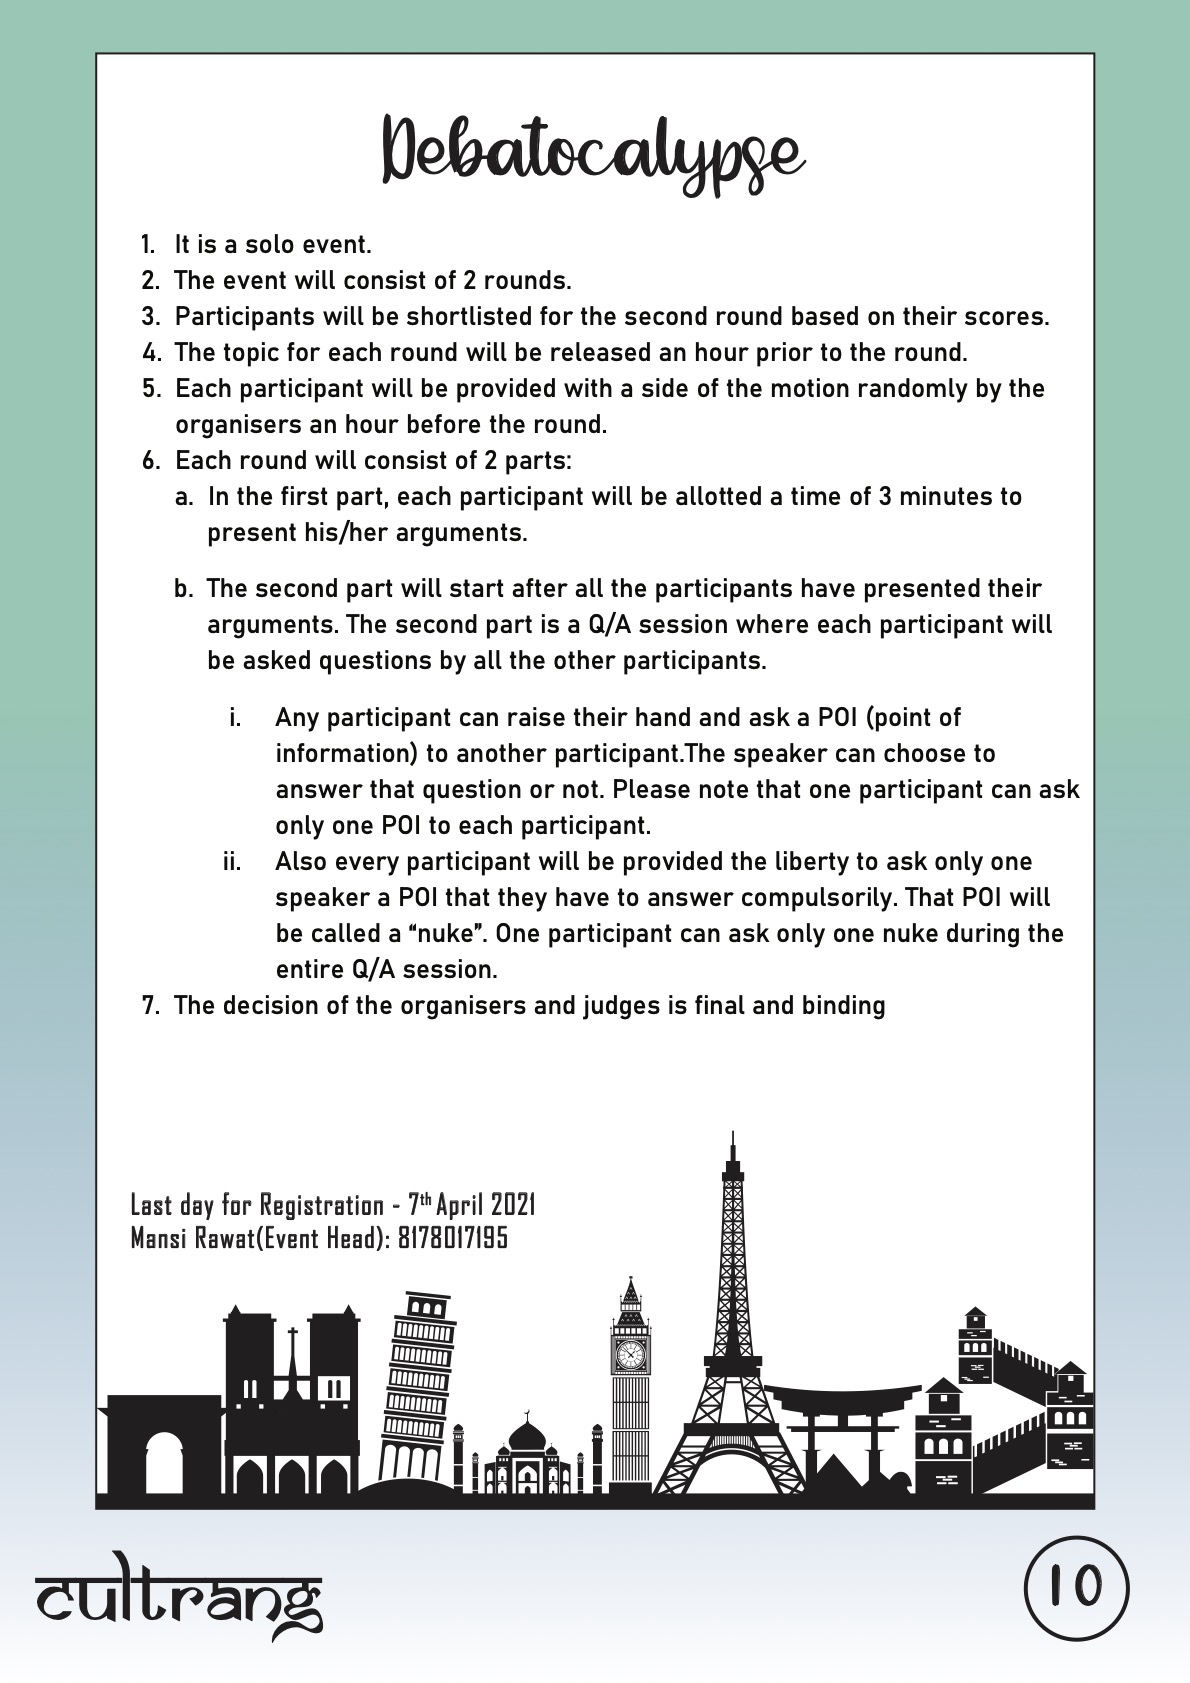 Debatocalypse
1. It is a solo event.
2. The event will consist of 2 rounds.
3. Participants will be shortlisted for the second round based on their scores.
4. The topic for each round will be released an hour prior to the round.
5. Each participant will be provided with a side of the motion randomly by the
organisers an hour before the round.
6. Each round will consist of 2 parts:
a. In the first part, each participant will be allotted a time of 3 minutes to
present his/her arguments.
b. The second part will start after all the participants have presented their
arguments. The second part is a Q/A session where each participant will
be asked questions by all the other participants.
i. Any participant can raise their hand and ask a POI (point of
information) to another participant.The speaker can choose to
answer that question or not. Please note that one participant can ask
only one POI to each participant.
ii. Also every participant will be provided the liberty to ask only one
speaker a POI that they have to answer compulsorily. That POI will
be called a “nuke”. One participant can ask only one nuke during the
entire Q/A session.
7. The decision of the organisers and judges is final and binding
Last day for Registration - 7th April 2021
Mansi Rawat(Event Head): 8178017195
cultrang
10